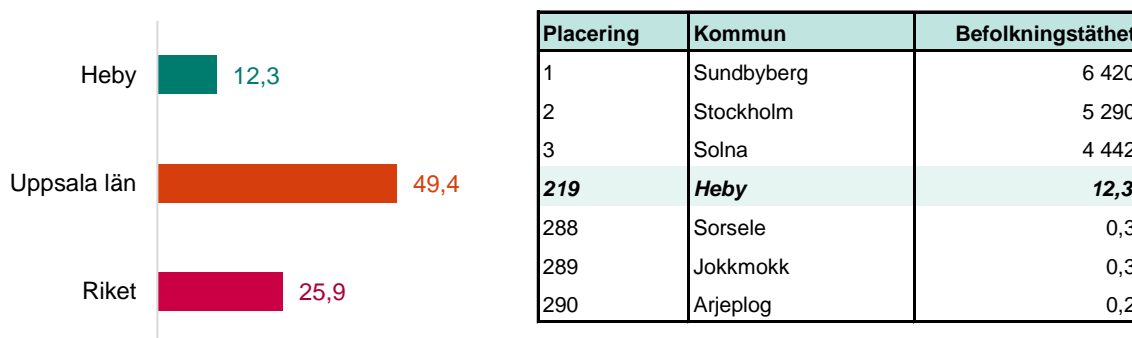 Heby
12,3
Uppsala län
49,4
Riket
25,9
Placering Kommun Befolkningstäthet
1 Sundbyberg 6 420
2 Stockholm 5 290
3 Solna 4 442
219 Heby 12,3
288 Sorsele 0,3
289 Jokkmokk 0,3
290 Arjeplog 0,2